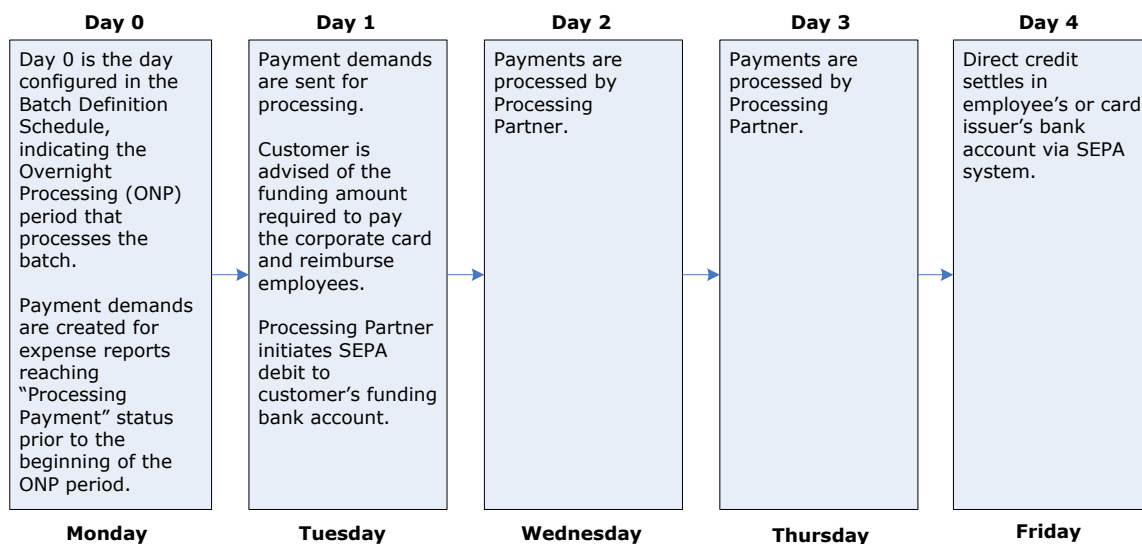 Day 0
Day 0 is the day
configured in the
Batch Definition
Schedule,
indicating the
Overnight
Processing (ONP)
period that
processes the
batch.
Payment demands
are created for
expense reports
reaching
“Processing
Payment” status
prior to the
beginning of the
ONP period.
Monday
Day 1
Payment demands
are sent for
processing.
Customer is
advised of the
funding amount
required to pay
the corporate card
and reimburse
employees.
Processing Partner
initiates SEPA
debit to
customer’s funding
bank account.
Tuesday
Day 2
Payments are
processed by
Processing
Partner.
Wednesday
Day 3
Payments are
processed by
Processing
Partner.
Thursday
Day 4
Direct credit
settles in
employee’s or card
issuer’s bank
account via SEPA
system.
Friday